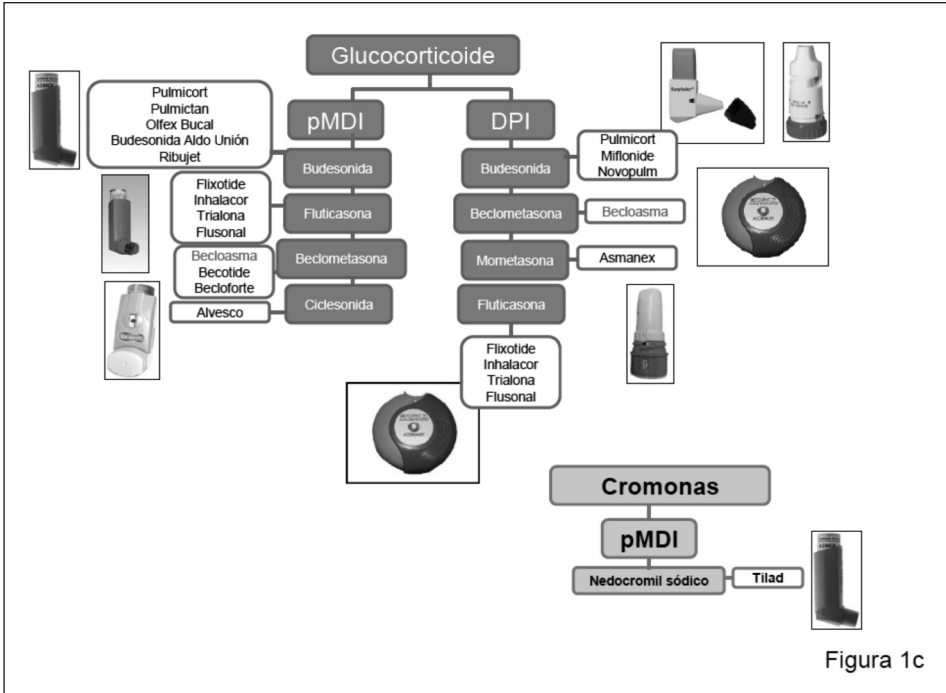 Glucocorticoide
pMDI
DPI
Pulmicort
Pulmictan
Olfex Bucal
Budesonida Aldo Unión
Ribujet
Budesonida
Flixotide
Inhalacor
Trialona
Flusonal
Fluticasona
Becloasma
Becotide
Becloforte
Beclometasona
Alvesco
Ciclesonida
Budesonida
Pulmicort
Miflonide
Novopulm
Beclometasona
Becloasma
Mometasona
Asmanex
Fluticasona
Flixotide
Inhalacor
Trialona
Flusonal
Cromonas
pMDI
Nedocromil sódico
Tilad
Figura 1c